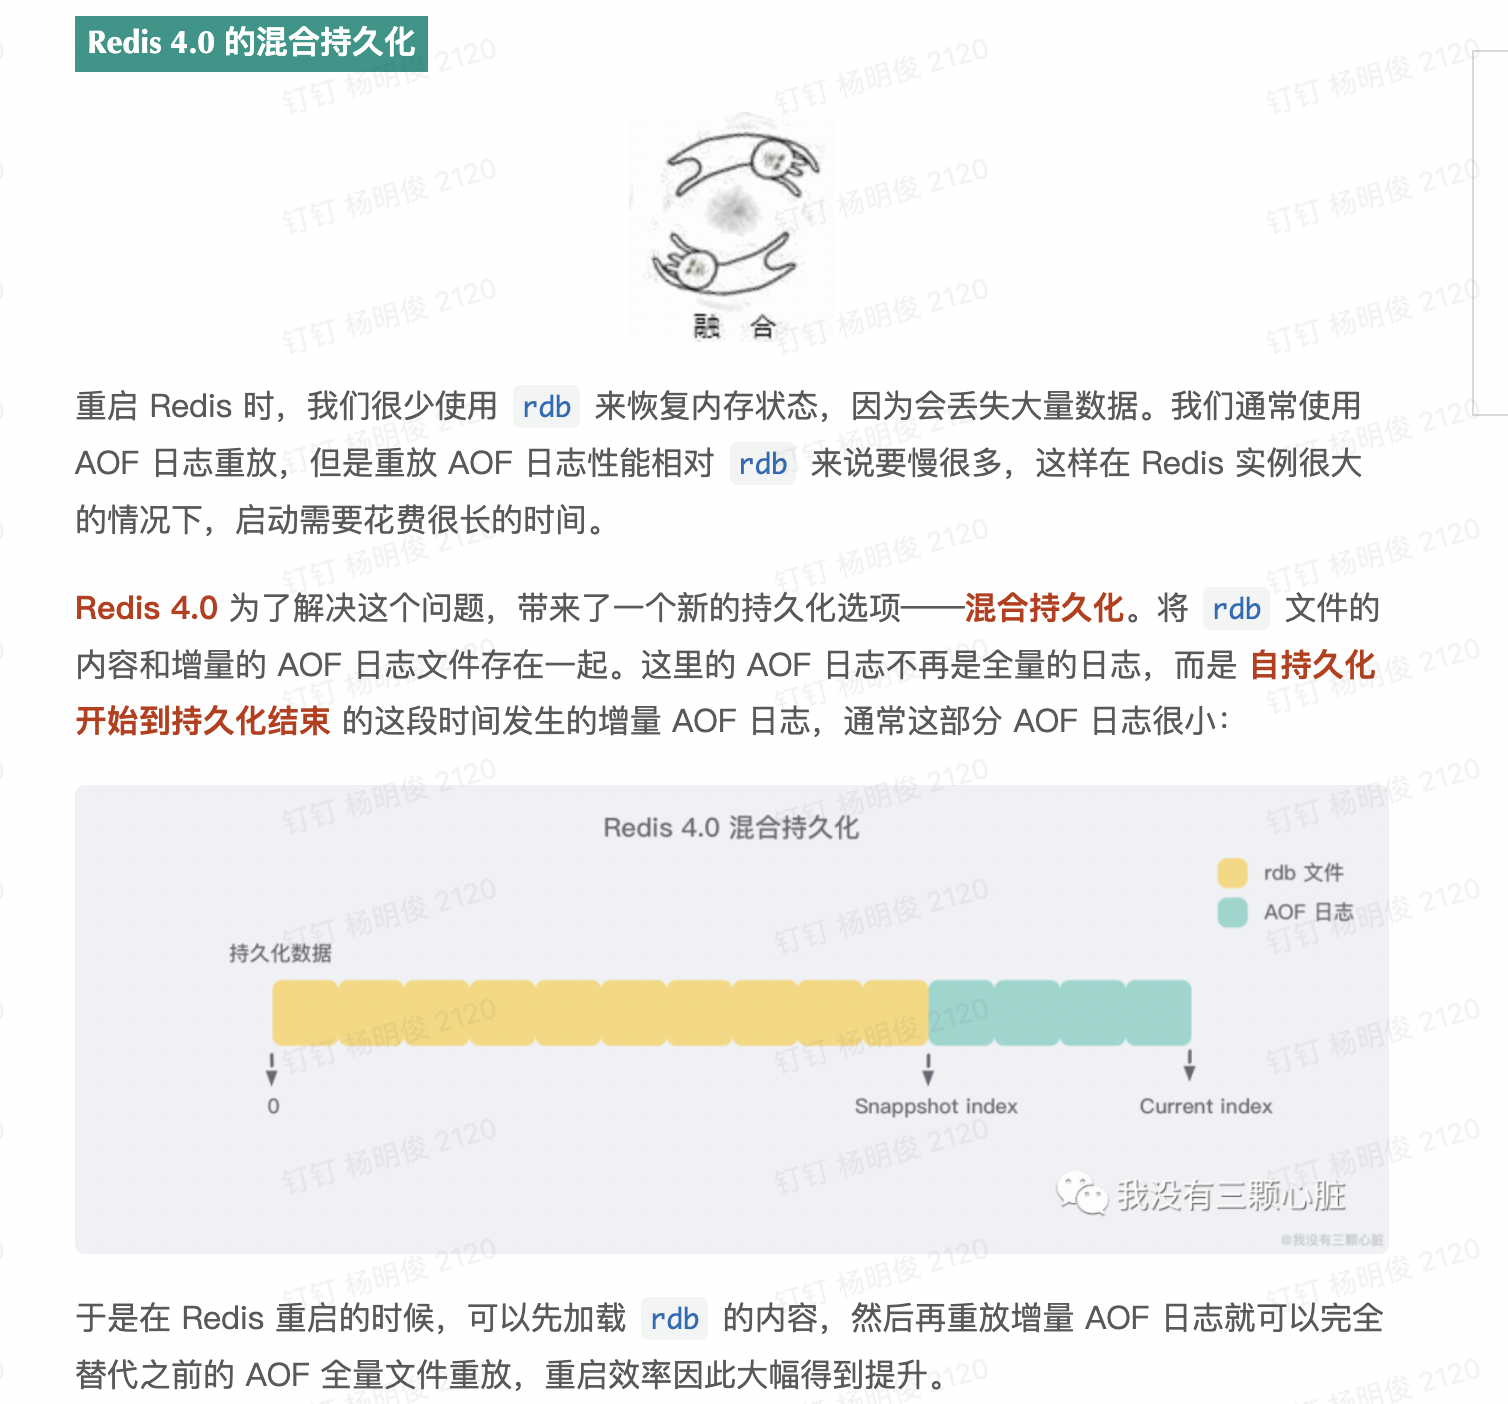 Redis 4.0 的混合持久化
融 合
重启 Redis 时，我们很少使用 rdb 来恢复内存状态，因为会丢失大量数据。我们通常使用
AOF 日志重放，但是重放 AOF 日志性能相对 rdb 来说要慢很多，这样在 Redis 实例很大
的情况下，启动需要花费很长的时间。
Redis 4.0 为了解决这个问题，带来了一个新的持久化选项——混合持久化。将 rdb 文件的
内容和增量的 AOF 日志文件存在一起。这里的 AOF 日志不再是全量的日志，而是 自持久化
开始到持久化结束 的这段时间发生的增量 AOF 日志，通常这部分 AOF 日志很小：
Redis 4.0 混合持久化
rdb 文件
AOF 日志
持久化数据
0
Snappshot index
Current index
我没有三颗心脏
@我没有三颗心脏
于是在 Redis 重启的时候，可以先加载 rdb 的内容，然后再重放增量 AOF 日志就可以完全
替代之前的 AOF 全量文件重放，重启效率因此大幅得到提升。
钉钉 杨明俊 2120